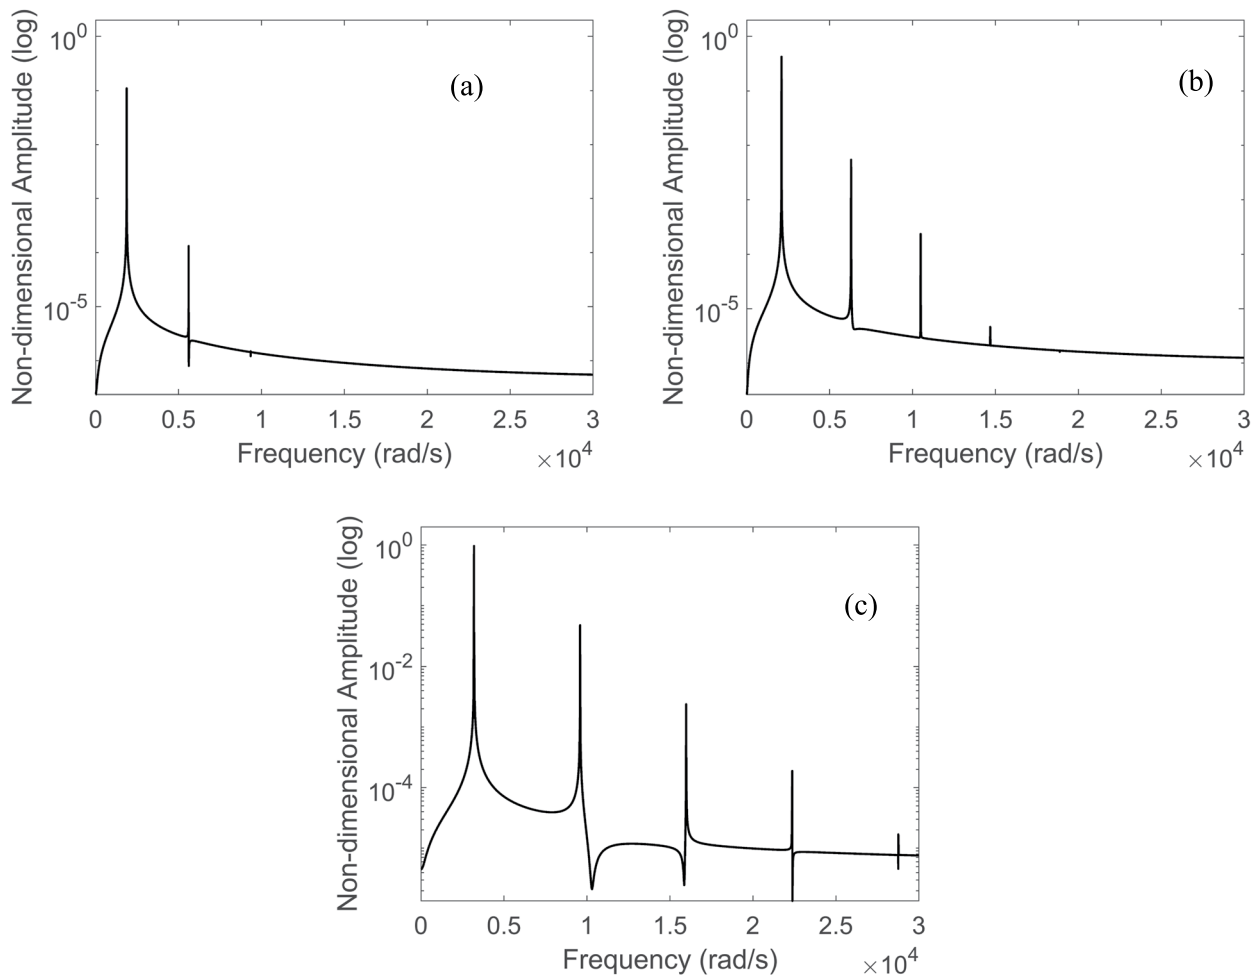 Non-dimensional Amplitude (log)
10^0
10^-5
(a)
0 0.5 1 1.5 2 2.5 3
Frequency (rad/s)
×10^4
Non-dimensional Amplitude (log)
10^0
10^-5
(b)
0 0.5 1 1.5 2 2.5 3
Frequency (rad/s)
×10^4
Non-dimensional Amplitude (log)
10^0
10^-2
10^-4
(c)
0 0.5 1 1.5 2 2.5 3
Frequency (rad/s)
×10^4